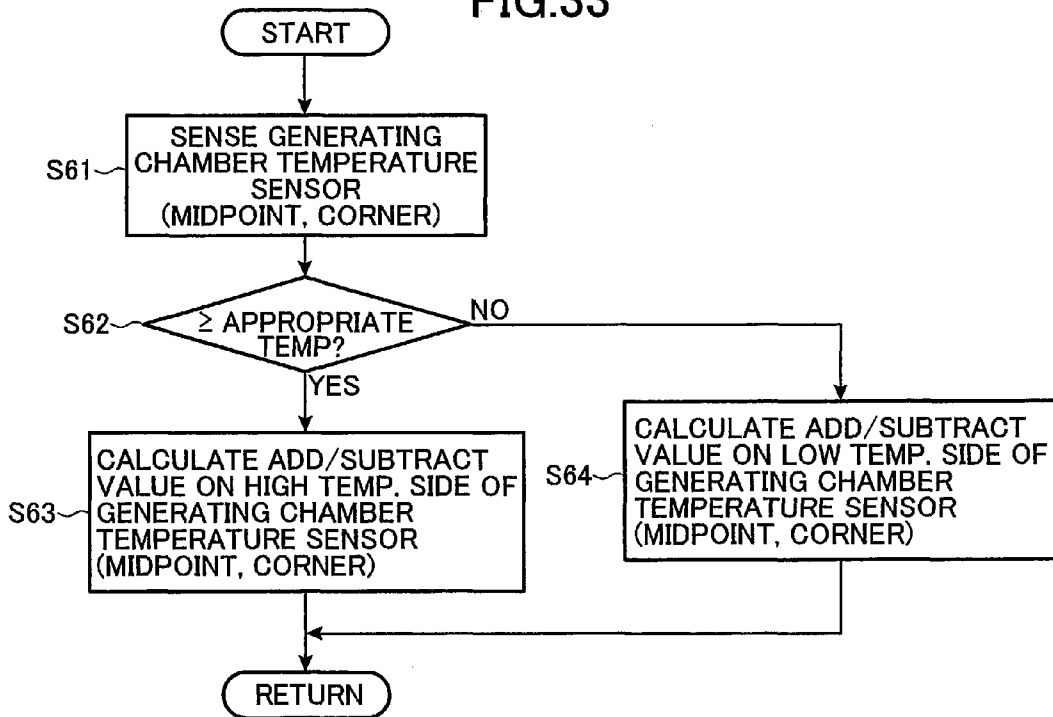 FIG.33
START
S61
SENSE GENERATING
CHAMBER TEMPERATURE
SENSOR
(MIDPOINT, CORNER)
S62
≥ APPROPRIATE
TEMP?
NO
YES
S63
CALCULATE ADD/SUBTRACT
VALUE ON HIGH TEMP. SIDE OF
GENERATING CHAMBER
TEMPERATURE SENSOR
(MIDPOINT, CORNER)
S64
CALCULATE ADD/SUBTRACT
VALUE ON LOW TEMP. SIDE OF
GENERATING CHAMBER
TEMPERATURE SENSOR
(MIDPOINT, CORNER)
RETURN